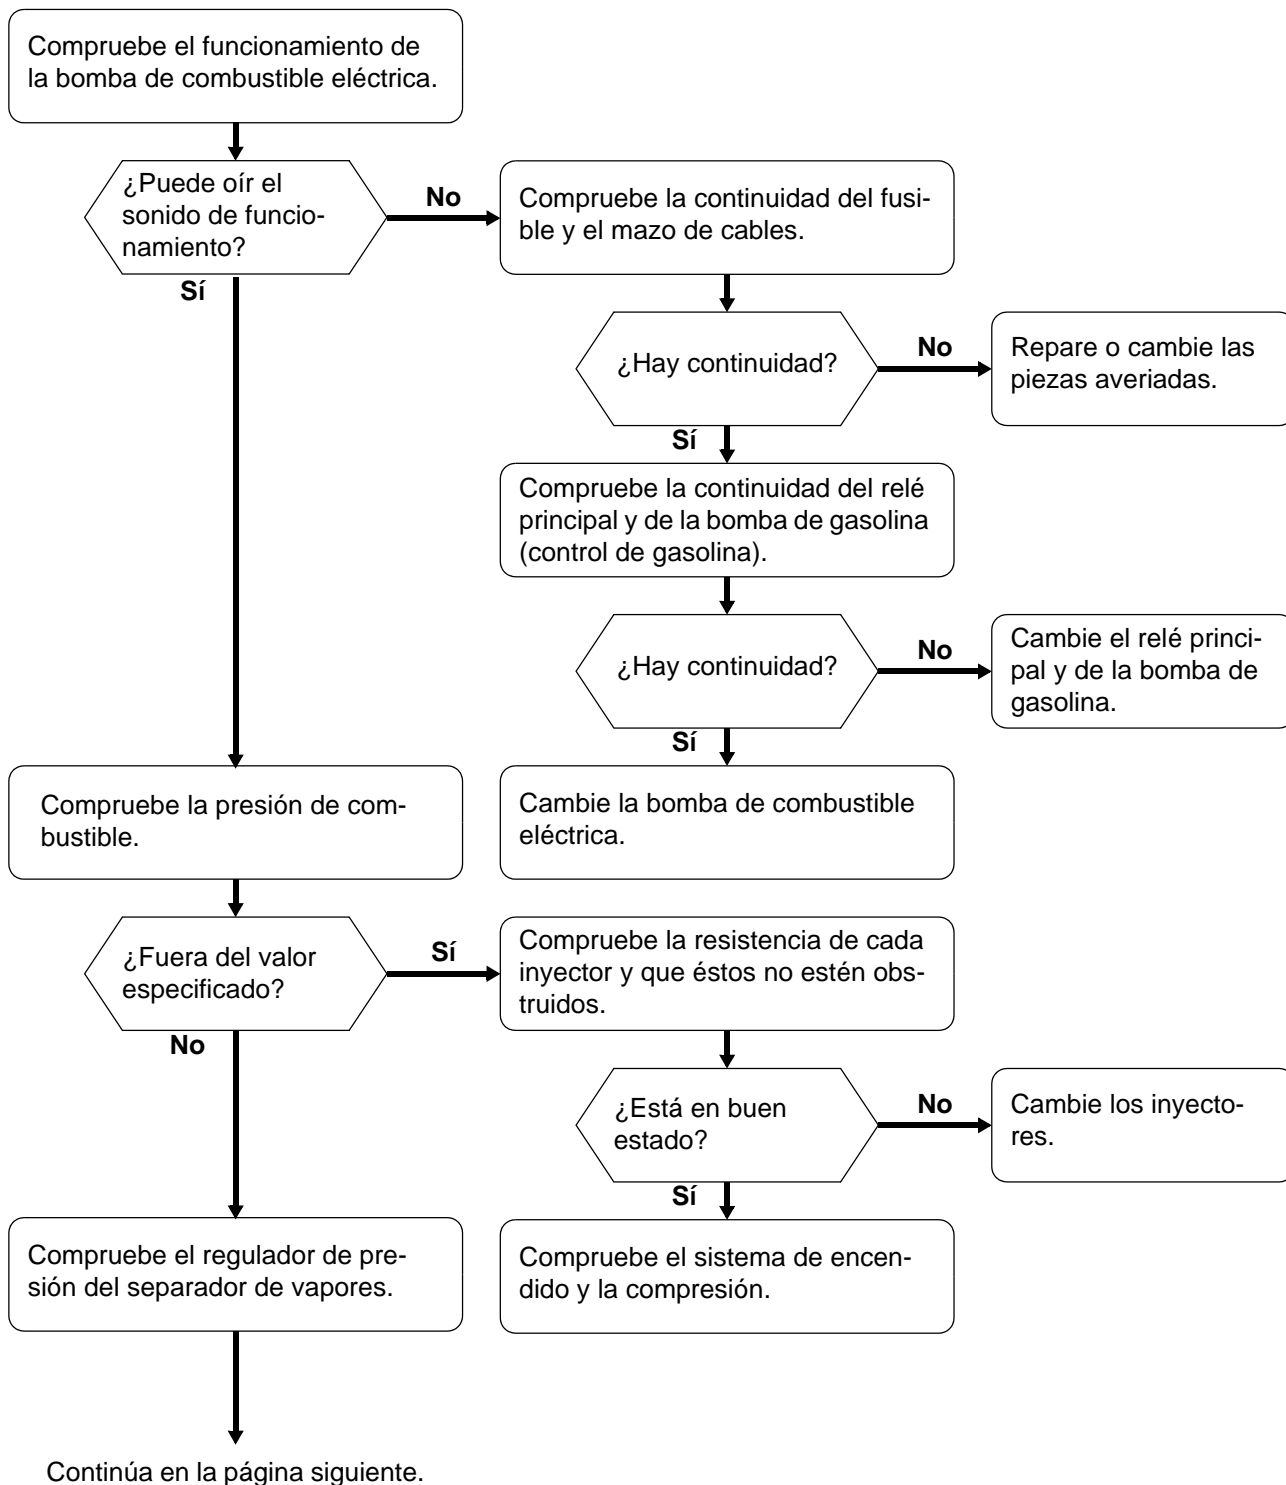 Compruebe el funcionamiento de
la bomba de combustible eléctrica.
¿Puede oír el
sonido de funcio-
namiento?
No
Compruebe la continuidad del fusi-
ble y el mazo de cables.
Sí
¿Hay continuidad?
No
Repare o cambie las
piezas averiadas.
Sí
Compruebe la continuidad del relé
principal y de la bomba de gasolina
(control de gasolina).
¿Hay continuidad?
No
Cambie el relé princi-
pal y de la bomba de
gasolina.
Sí
Cambie la bomba de combustible
eléctrica.
Compruebe la presión de com-
bustible.
¿Fuera del valor
especificado?
Sí
Compruebe la resistencia de cada
inyector y que éstos no estén obs-
truidos.
No
¿Está en buen
estado?
No
Cambie los inyecto-
res.
Sí
Compruebe el sistema de encen-
dido y la compresión.
Compruebe el regulador de pre-
sión del separador de vapores.
Continúa en la página siguiente.